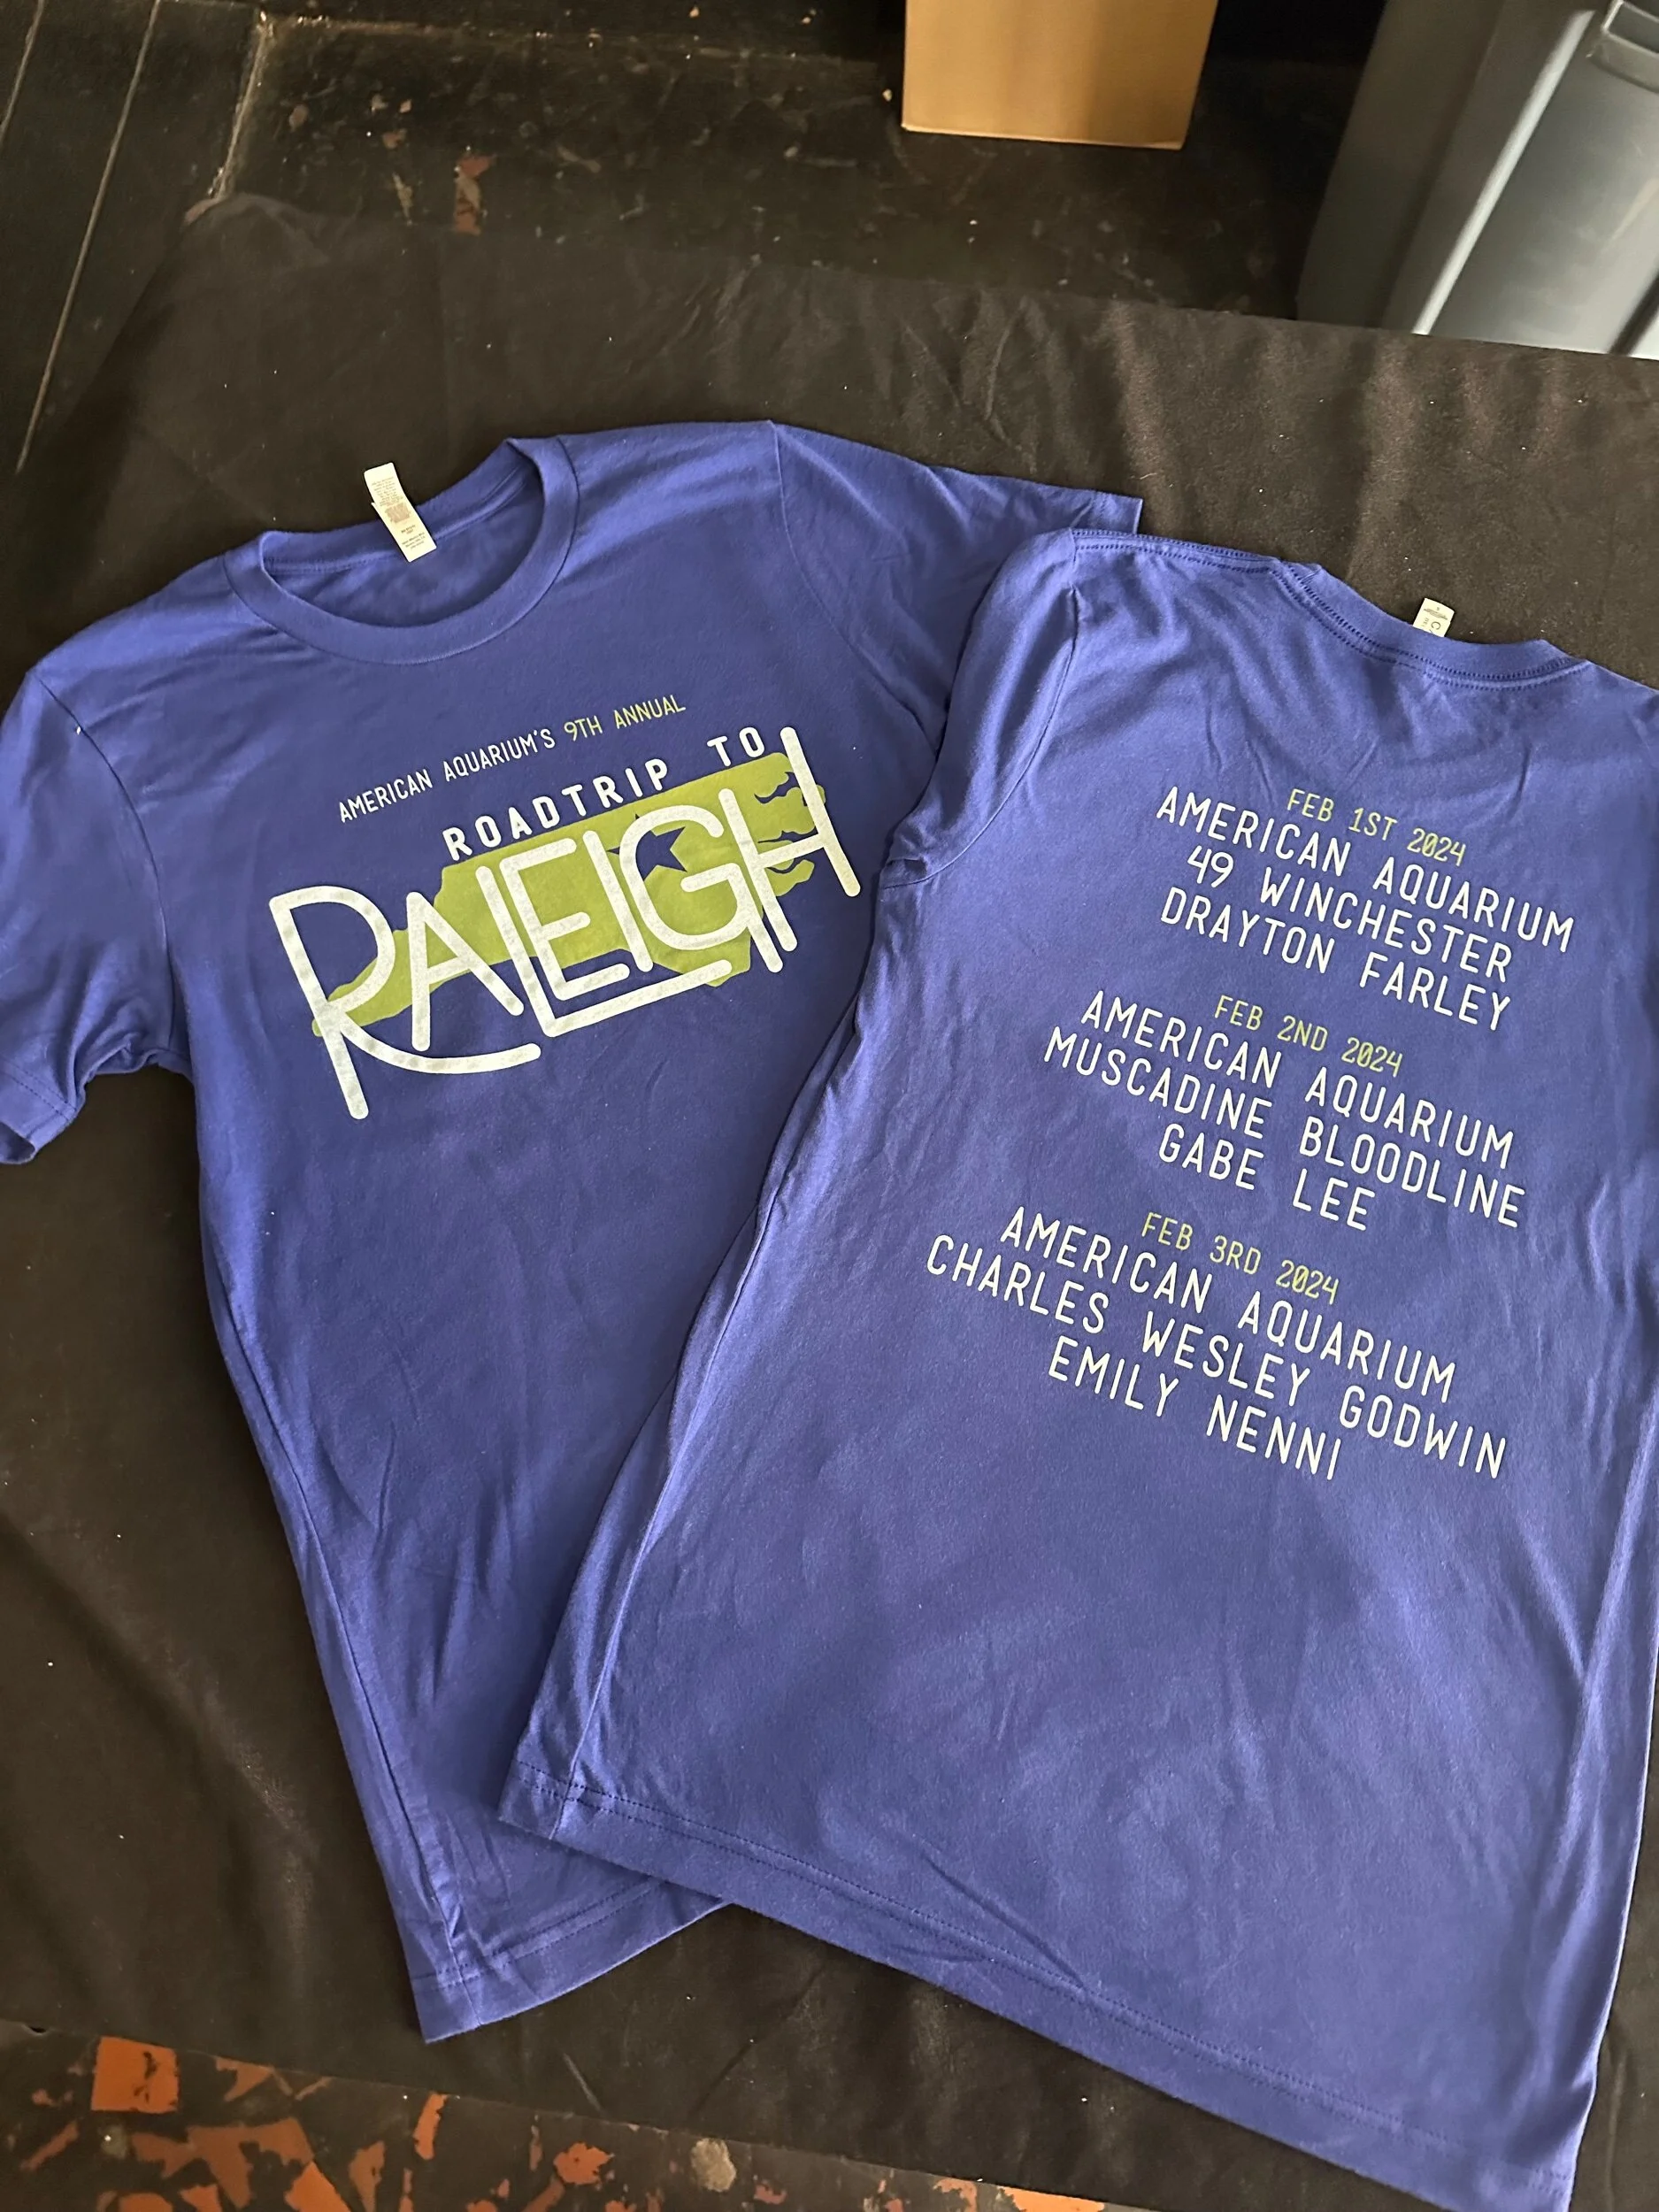 AMERICAN AQUARIUM'S 9TH ANNUAL
ROADTRIP TO
RALEIGH
FEB 1ST 2024
AMERICAN AQUARIUM
49 WINCHESTER
DRAYTON FARLEY
FEB 2ND 2024
AMERICAN AQUARIUM
MUSCADINE BLOODLINE
GABE LEE
FEB 3RD 2024
AMERICAN AQUARIUM
CHARLES WESLEY GODWIN
EMILY NENNI